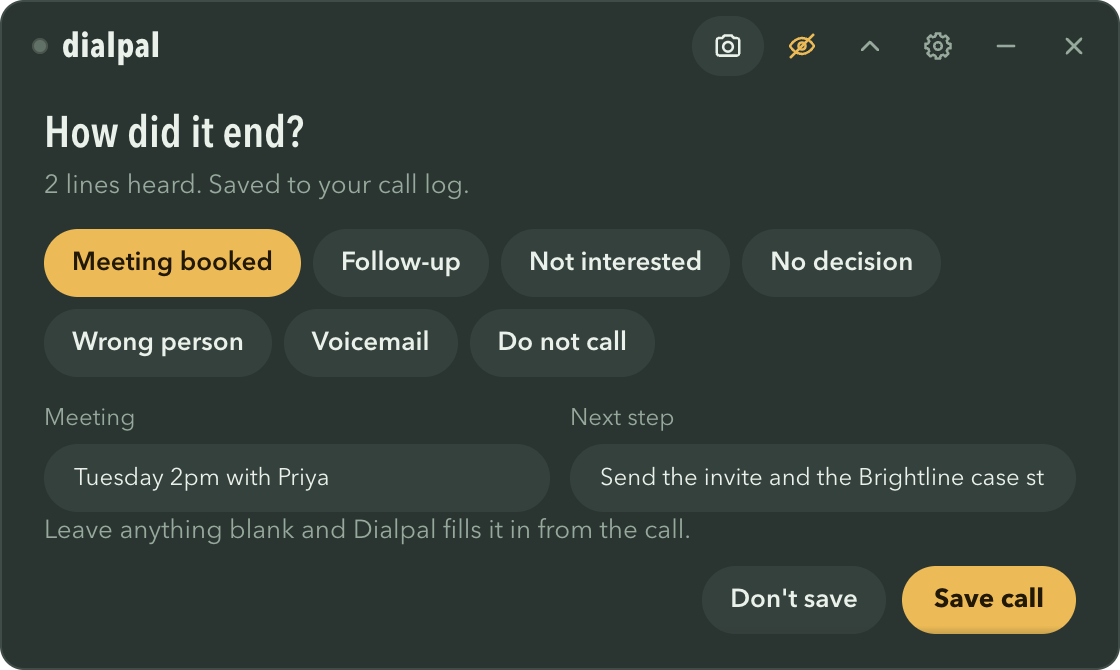 dialpal
How did it end?
2 lines heard. Saved to your call log.
Meeting booked
Follow-up
Not interested
No decision
Wrong person
Voicemail
Do not call
Meeting
Next step
Tuesday 2pm with Priya
Send the invite and the Brightline case st
Leave anything blank and Dialpal fills it in from the call.
Don't save
Save call